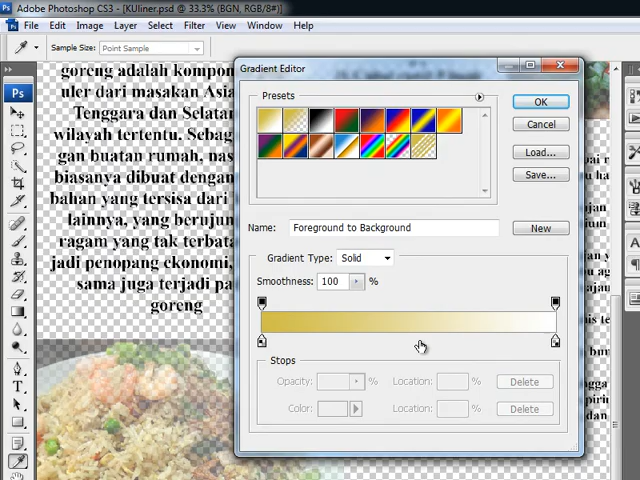 Adobe Photoshop CS3 - [KUliner.psd @ 33.3% (BGN, RGB/8#)]
File Edit Image Layer Select Filter Analysis View Window Help
Sample Size: Point Sample
Ps
goreng adalah kompon
uler dari masakan Asia
Tenggara dan Selatan
wilayah tertentu. Sebag
gan buatan rumah, nas
biasanya dibuat dengan
bahan yang tersisa dari
lainnya, yang berujun
ragam yang tak terbata
jadi penopang ekonomi,
sama juga terjadi pa
goreng
Gradient Editor
Presets
OK
Cancel
Load...
Save...
Name: Foreground to Background
New
Gradient Type: Solid
Smoothness: 100 %
Stops
Opacity: % Location: Delete
Color: Location: Delete